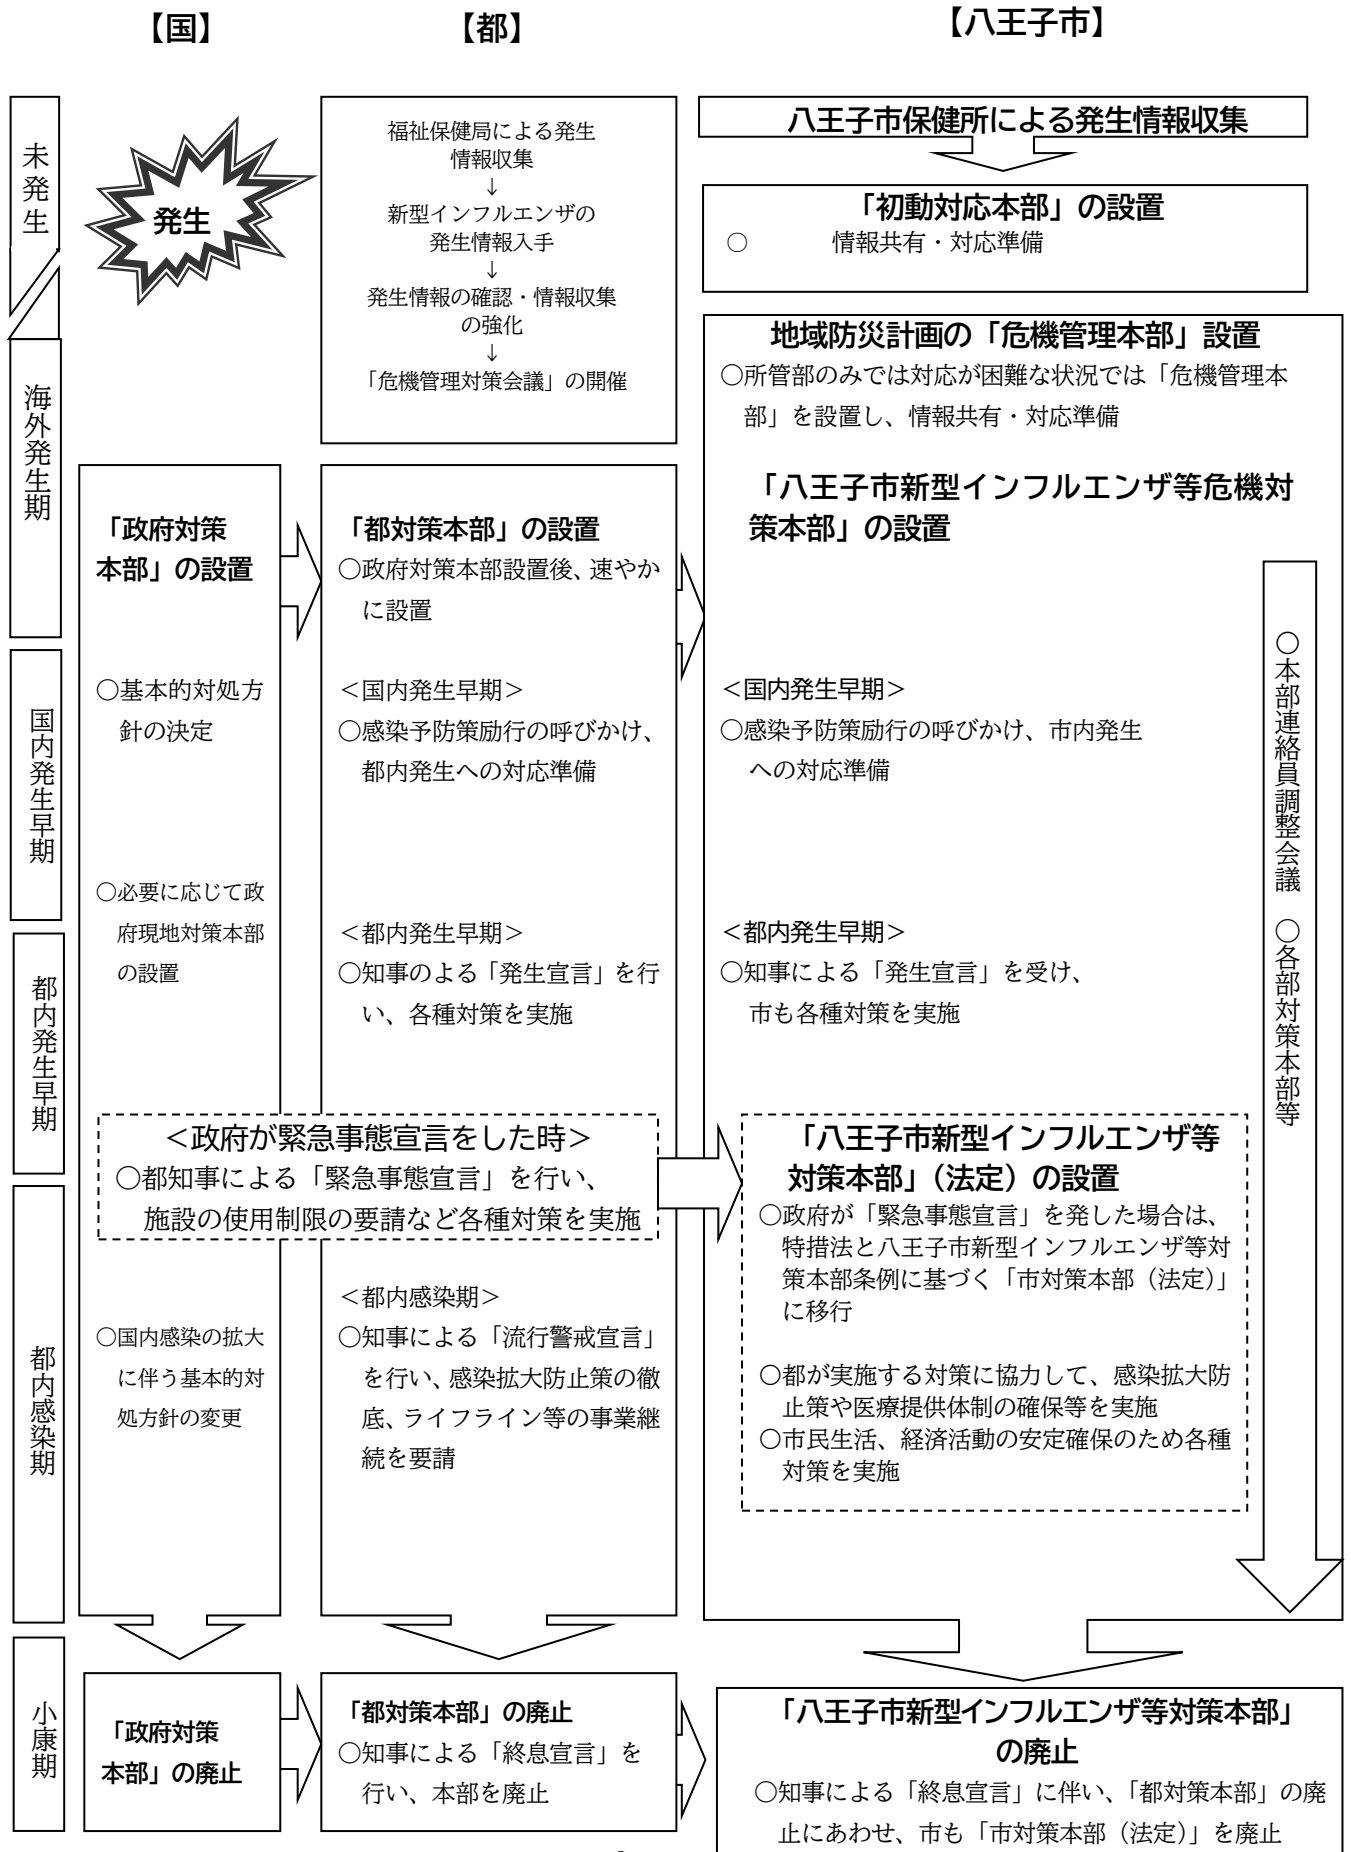 【国】
【都】
【八王子市】
未発生
海外発生期
国内発生早期
都内発生早期
都内感染期
小康期
発生
「政府対策
本部」の設置
○基本的対処方
針の決定
○必要に応じて政
府現地対策本部
の設置
福祉保健局による発生
情報収集
↓
新型インフルエンザの
発生情報入手
↓
発生情報の確認・情報収集
の強化
↓
「危機管理対策会議」の開催
「都対策本部」の設置
○政府対策本部設置後、速やか
に設置
＜国内発生早期＞
○感染予防策励行の呼びかけ、
都内発生への対応準備
＜都内発生早期＞
○知事のよる「発生宣言」を行
い、各種対策を実施
＜政府が緊急事態宣言をした時＞
○都知事による「緊急事態宣言」を行い、
施設の使用制限の要請など各種対策を実施
○国内感染の拡大
に伴う基本的対
処方針の変更
＜都内感染期＞
○知事による「流行警戒宣言」
を行い、感染拡大防止策の徹
底、ライフライン等の事業継
続を要請
八王子市保健所による発生情報収集
「初動対応本部」の設置
○ 情報共有・対応準備
地域防災計画の「危機管理本部」設置
○所管部のみでは対応が困難な状況では「危機管理本
部」を設置し、情報共有・対応準備
「八王子市新型インフルエンザ等危機対
策本部」の設置
＜国内発生早期＞
○感染予防策励行の呼びかけ、市内発生
への対応準備
＜都内発生早期＞
○知事による「発生宣言」を受け、
市も各種対策を実施
○本部連絡員調整会議 ○各部対策本部等
「八王子市新型インフルエンザ等
対策本部」（法定）の設置
○政府が「緊急事態宣言」を発した場合は、
特措法と八王子市新型インフルエンザ等対
策本部条例に基づく「市対策本部（法定）」
に移行
○都が実施する対策に協力して、感染拡大防
止策や医療提供体制の確保等を実施
○市民生活、経済活動の安定確保のため各種
対策を実施
「政府対策
本部」の廃止
「都対策本部」の廃止
○知事による「終息宣言」を
行い、本部を廃止
「八王子市新型インフルエンザ等対策本部」
の廃止
○知事による「終息宣言」に伴い、「都対策本部」の廃
止にあわせ、市も「市対策本部（法定）」を廃止